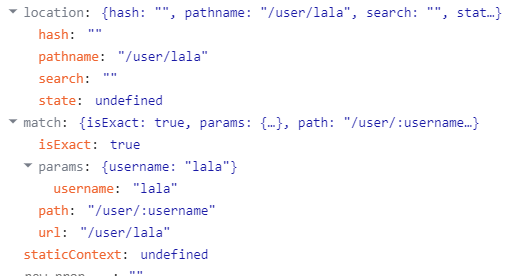 location: {hash: "", pathname: "/user/lala", search: "", stat…}
hash: ""
pathname: "/user/lala"
search: ""
state: undefined
match: {isExact: true, params: {…}, path: "/user/:username…}
isExact: true
params: {username: "lala"}
username: "lala"
path: "/user/:username"
url: "/user/lala"
staticContext: undefined